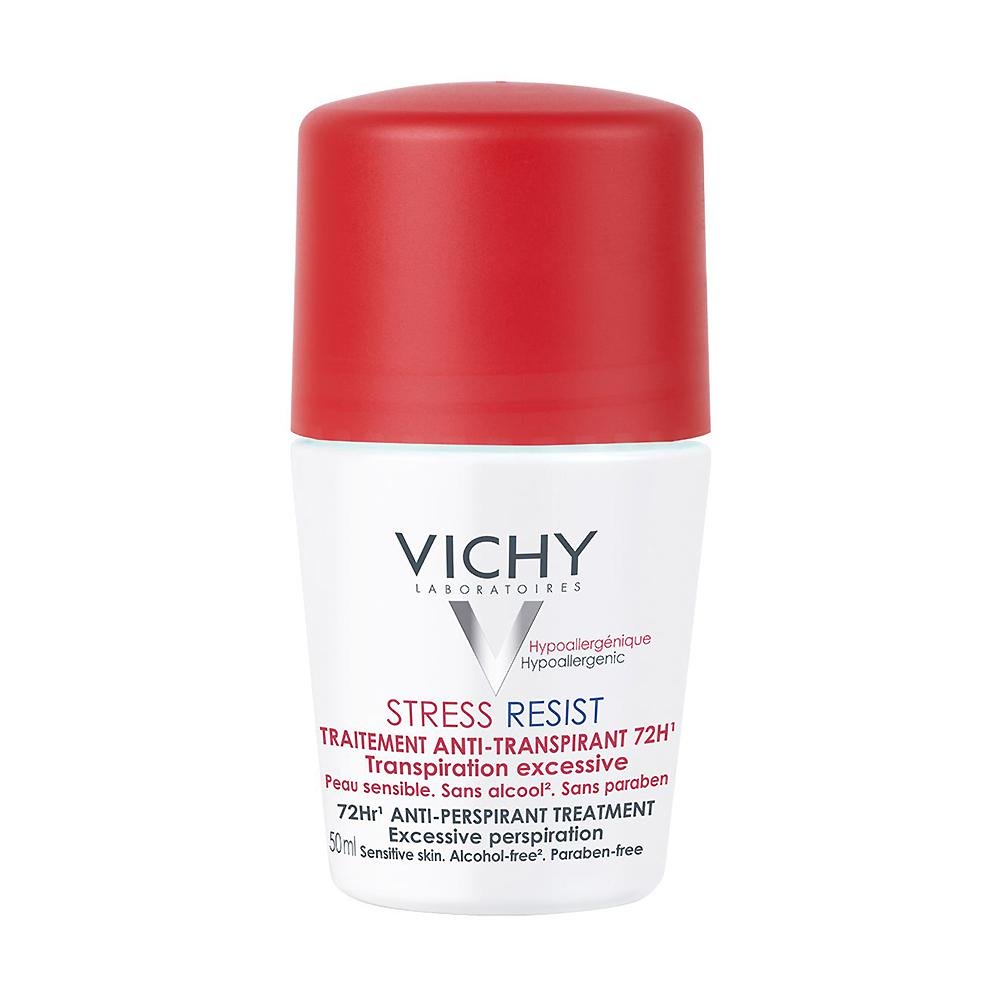 VICHY
LABORATOIRES
Hypoallergénique
Hypoallergenic
STRESS RESIST
TRAITEMENT ANTI-TRANSPIRANT 72H¹
Transpiration excessive
Peau sensible. Sans alcool². Sans paraben
72Hr¹ ANTI-PERSPIRANT TREATMENT
Excessive perspiration
50ml Sensitive skin. Alcohol-free². Paraben-free